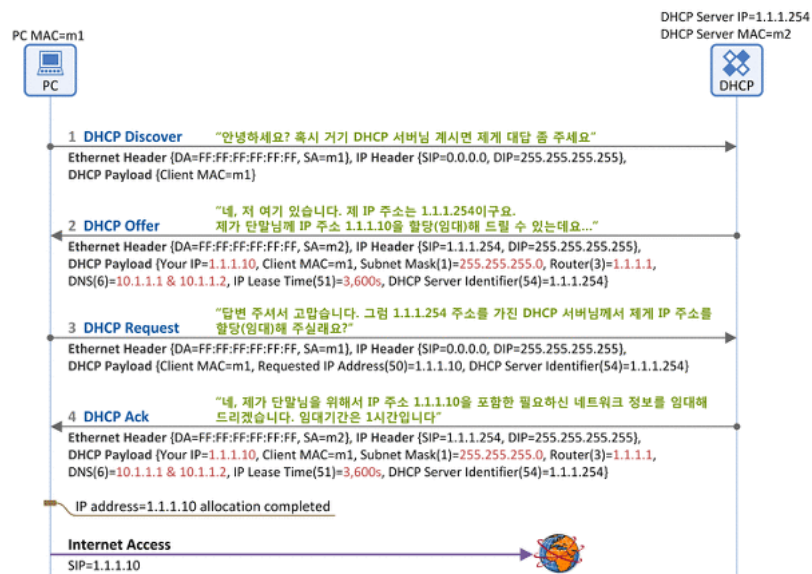 DHCP Server IP=1.1.1.254
PC MAC=m1
DHCP Server MAC=m2
PC
DHCP
1 DHCP Discover
"안녕하세요? 혹시 거기 DHCP 서버님 계시면 제게 대답 좀 주세요"
Ethernet Header {DA=FF:FF:FF:FF:FF:FF, SA=m1}, IP Header {SIP=0.0.0.0, DIP=255.255.255.255},
DHCP Payload {Client MAC=m1}
"네, 저 여기 있습니다. 제 IP 주소는 1.1.1.254이구요.
2 DHCP Offer
제가 단말님께 IP 주소 1.1.1.10을 할당(임대)해 드릴 수 있는데요..."
Ethernet Header {DA=FF:FF:FF:FF:FF:FF, SA=m2}, IP Header {SIP=1.1.1.254, DIP=255.255.255.255},
DHCP Payload {Your IP=1.1.1.10, Client MAC=m1, Subnet Mask(1)=255.255.255.0, Router(3)=1.1.1.1,
DNS(6)=10.1.1.1 & 10.1.1.2, IP Lease Time(51)=3,600s, DHCP Server Identifier(54)=1.1.1.254}
"답변 주셔서 고맙습니다. 그럼 1.1.1.254 주소를 가진 DHCP 서버님께서 제게 IP 주소를
3 DHCP Request
할당(임대)해 주실래요?"
Ethernet Header {DA=FF:FF:FF:FF:FF:FF, SA=m1}, IP Header {SIP=0.0.0.0, DIP=255.255.255.255},
DHCP Payload {Client MAC=m1, Requested IP Address(50)=1.1.1.10, DHCP Server Identifier(54)=1.1.1.254}
"네, 제가 단말님을 위해서 IP 주소 1.1.1.10을 포함한 필요하신 네트워크 정보를 임대해
4 DHCP Ack
드리겠습니다. 임대기간은 1시간입니다"
Ethernet Header {DA=FF:FF:FF:FF:FF:FF, SA=m2}, IP Header {SIP=1.1.1.254, DIP=255.255.255.255},
DHCP Payload {Your IP=1.1.1.10, Client MAC=m1, Subnet Mask(1)=255.255.255.0, Router(3)=1.1.1.1,
DNS(6)=10.1.1.1 & 10.1.1.2, IP Lease Time(51)=3,600s, DHCP Server Identifier(54)=1.1.1.254}
IP address=1.1.1.10 allocation completed
Internet Access
SIP=1.1.1.10